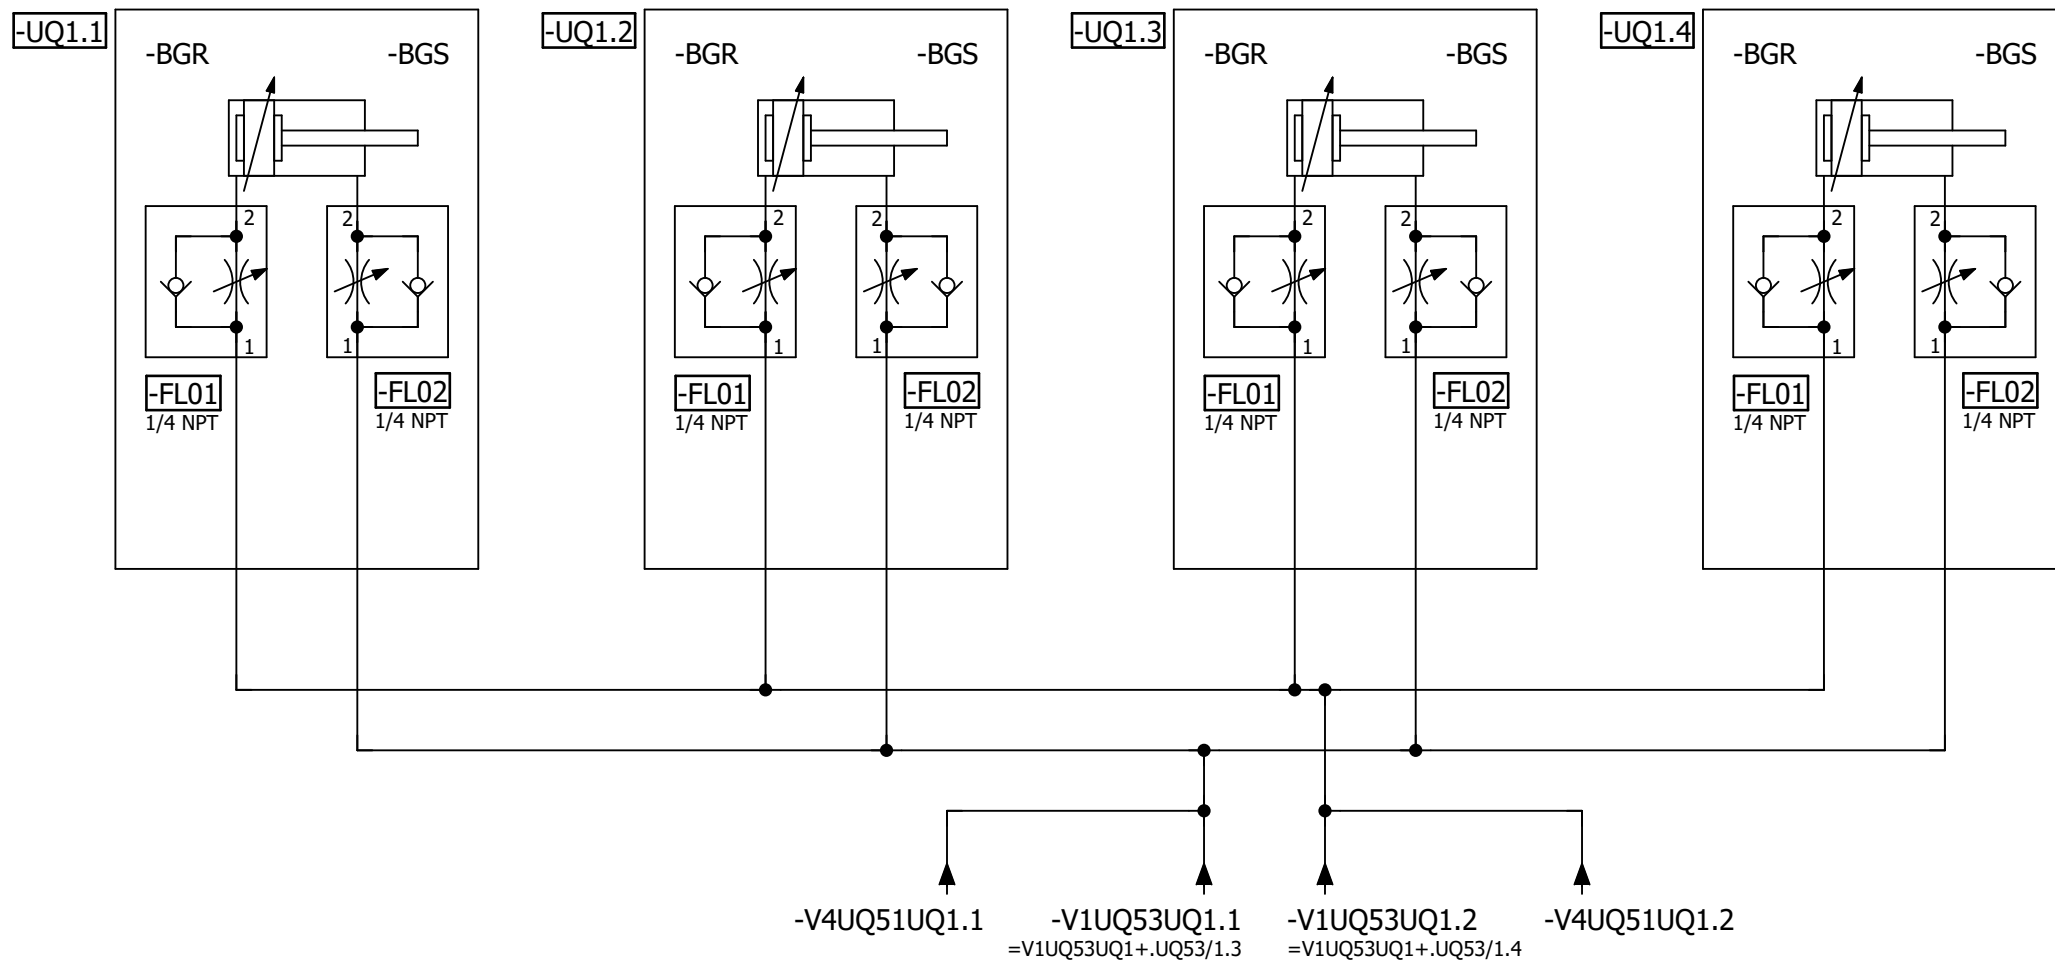 -UQ1.1
-BGR
-BGS
2
2
1
1
-FL01
1/4 NPT
-FL02
1/4 NPT
-UQ1.2
-BGR
-BGS
2
2
1
1
-FL01
1/4 NPT
-FL02
1/4 NPT
-UQ1.3
-BGR
-BGS
2
2
1
1
-FL01
1/4 NPT
-FL02
1/4 NPT
-UQ1.4
-BGR
-BGS
2
2
1
1
-FL01
1/4 NPT
-FL02
1/4 NPT
-V4UQ51UQ1.1
-V1UQ53UQ1.1
=V1UQ53UQ1+.UQ53/1.3
-V1UQ53UQ1.2
=V1UQ53UQ1+.UQ53/1.4
-V4UQ51UQ1.2